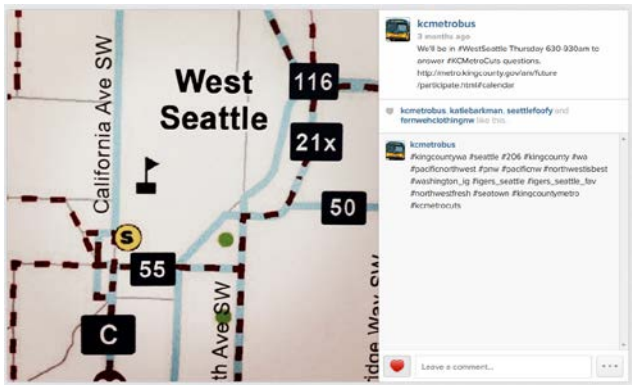 California Ave SW
West
Seattle
116
21x
50
S
55
C
th Ave SW
ridge Way SW
kcmetrobus
3 months ago
We'll be in #WestSeattle Thursday 630-930am to
answer #KCMetroCuts questions.
http://metro.kingcounty.gov/am/future
/participate.html#calendar
kcmetrobus, katiebarkman, seattlefoofy and
fernwehclothingnw like this.
kcmetrobus
#kingcountywa #seattle #206 #kingcounty #wa
#pacificnorthwest #pnw #pacificnw #northwestisbest
#washington_ig #igers_seattle #igers_seattle_fav
#northwestfresh #seatown #kingcountymetro
#kcmetrocuts
Leave a comment...